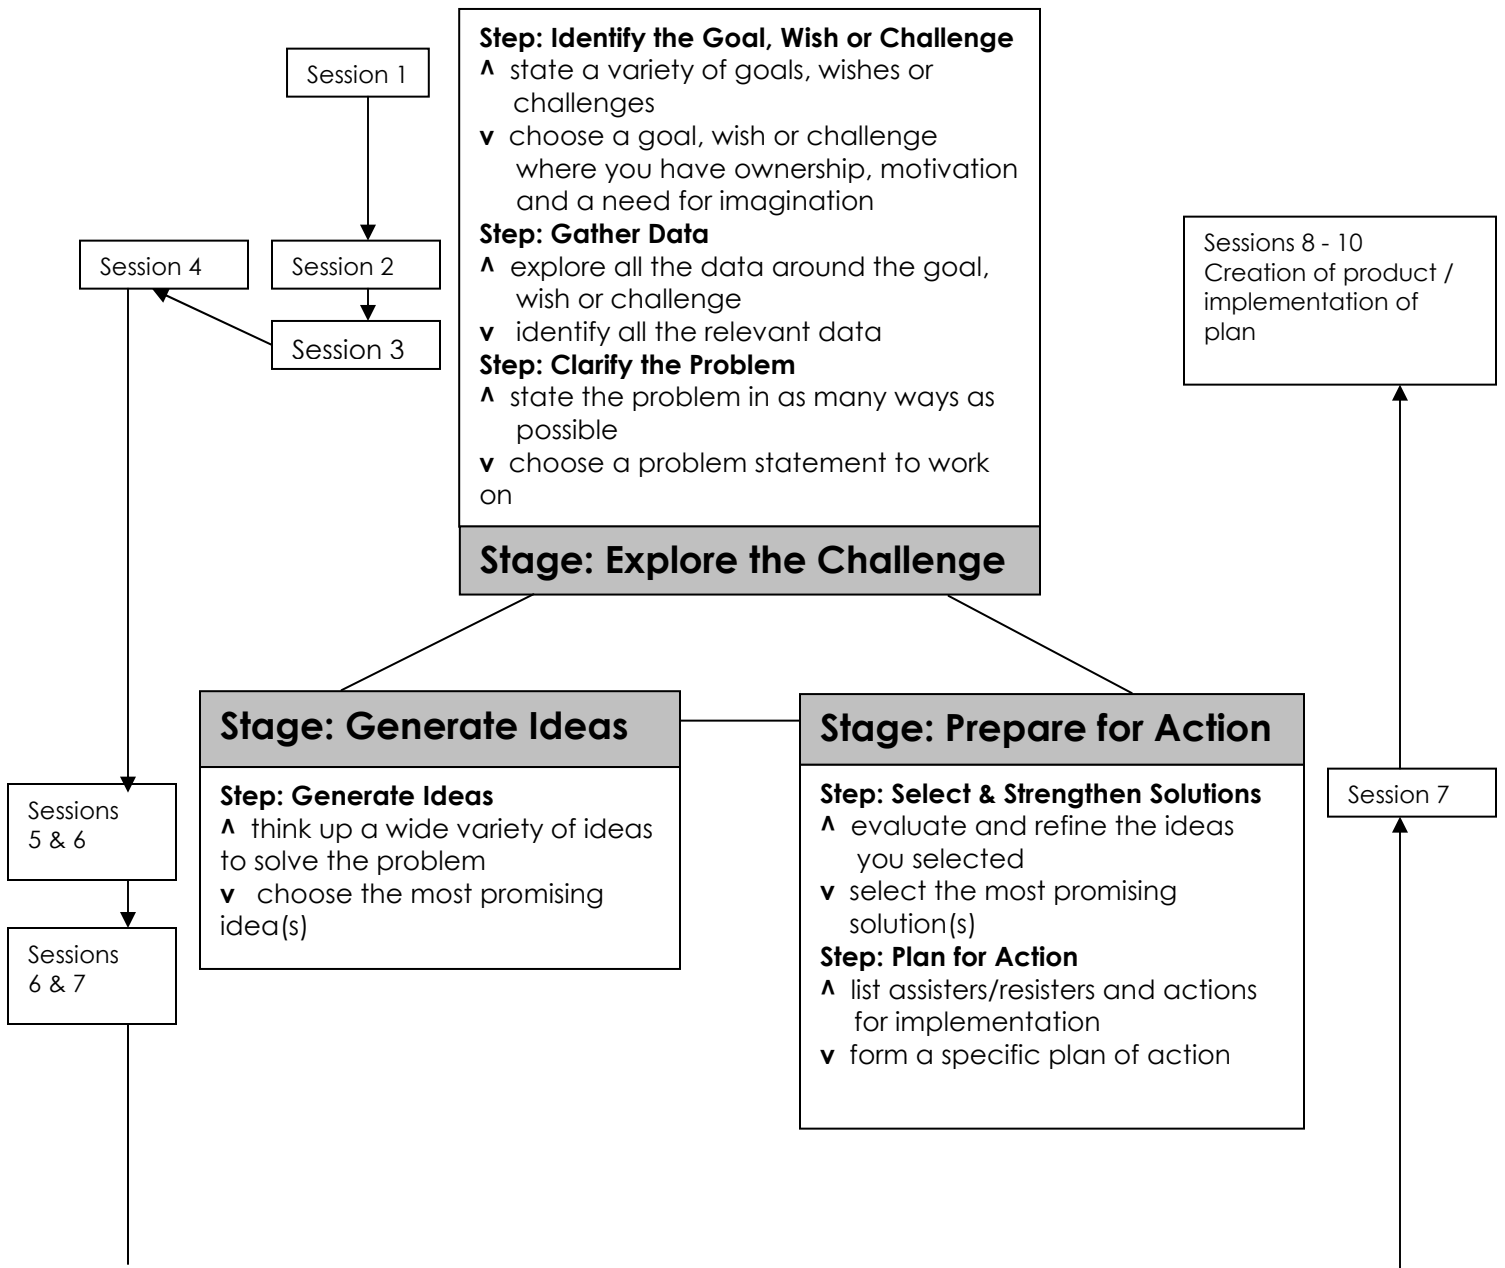 Session 1
Session 2
Session 3
Session 4
Step: Identify the Goal, Wish or Challenge
^ state a variety of goals, wishes or
challenges
v choose a goal, wish or challenge
where you have ownership, motivation
and a need for imagination
Step: Gather Data
^ explore all the data around the goal,
wish or challenge
v identify all the relevant data
Step: Clarify the Problem
^ state the problem in as many ways as
possible
v choose a problem statement to work
on
Stage: Explore the Challenge
Sessions 8 - 10
Creation of product /
implementation of
plan
Stage: Generate Ideas
Step: Generate Ideas
^ think up a wide variety of ideas
to solve the problem
v choose the most promising
idea(s)
Stage: Prepare for Action
Step: Select & Strengthen Solutions
^ evaluate and refine the ideas
you selected
v select the most promising
solution(s)
Step: Plan for Action
^ list assisters/resisters and actions
for implementation
v form a specific plan of action
Sessions
5 & 6
Sessions
6 & 7
Session 7